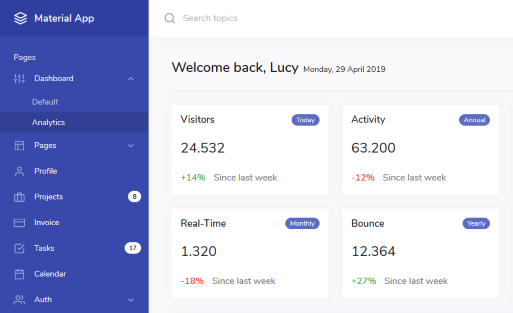 Material App
Search topics
Pages
Dashboard
Default
Analytics
Pages
Profile
Projects 8
Invoice
Tasks 17
Calendar
Auth
Welcome back, Lucy Monday, 29 April 2019
Visitors Today
24.532
+14% Since last week
Activity Annual
63.200
-12% Since last week
Real-Time Monthly
1.320
-18% Since last week
Bounce Yearly
12.364
+27% Since last week